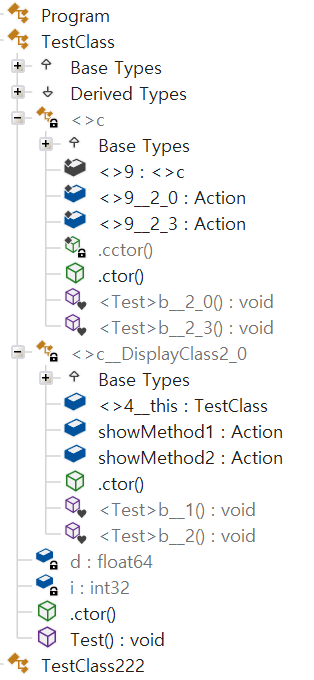 Program
TestClass
Base Types
Derived Types
<>c
Base Types
<>9 : <>c
<>9__2_0 : Action
<>9__2_3 : Action
.cctor()
.ctor()
<Test>b__2_0() : void
<Test>b__2_3() : void
<>c__DisplayClass2_0
Base Types
<>4__this : TestClass
showMethod1 : Action
showMethod2 : Action
.ctor()
<Test>b__1() : void
<Test>b__2() : void
d : float64
i : int32
.ctor()
Test() : void
TestClass222